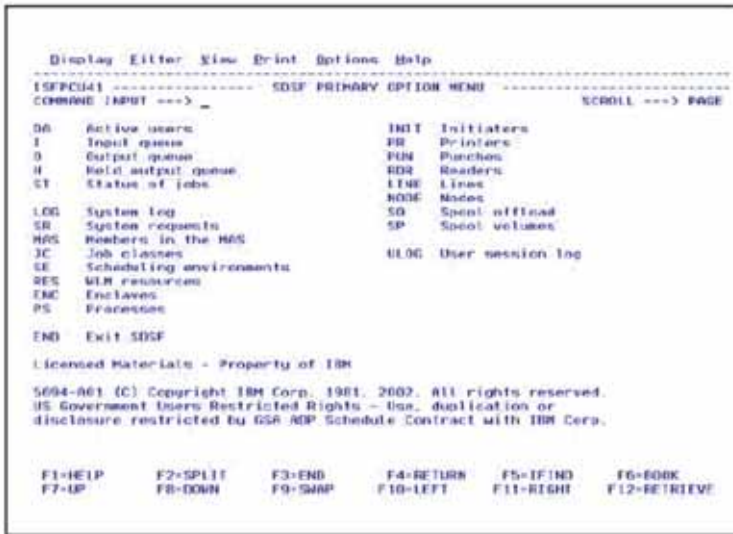 Display Filter View Print Options Help
ISFPCU41 ---------------- SDSF PRIMARY OPTION MENU --------------------------
COMMAND INPUT ===> _ SCROLL ===> PAGE
DA Active users INIT Initiators
I Input queue PR Printers
O Output queue PUN Punches
H Held output queue RDR Readers
ST Status of jobs LINE Lines
NODE Nodes
LOG System log SO Spool offload
SR System requests SP Spool volumes
MAS Members in the MAS
JC Job classes ULOG User session log
SE Scheduling environments
RES WLM resources
ENC Enclaves
PS Processes
END Exit SDSF
Licensed Materials - Property of IBM
5694-A01 (C) Copyright IBM Corp. 1981, 2002. All rights reserved.
US Government Users Restricted Rights - Use, duplication or
disclosure restricted by GSA ADP Schedule Contract with IBM Corp.
F1=HELP F2=SPLIT F3=END F4=RETURN F5=IFIND F6=BOOK
F7=UP F8=DOWN F9=SWAP F10=LEFT F11=RIGHT F12=RETRIEVE